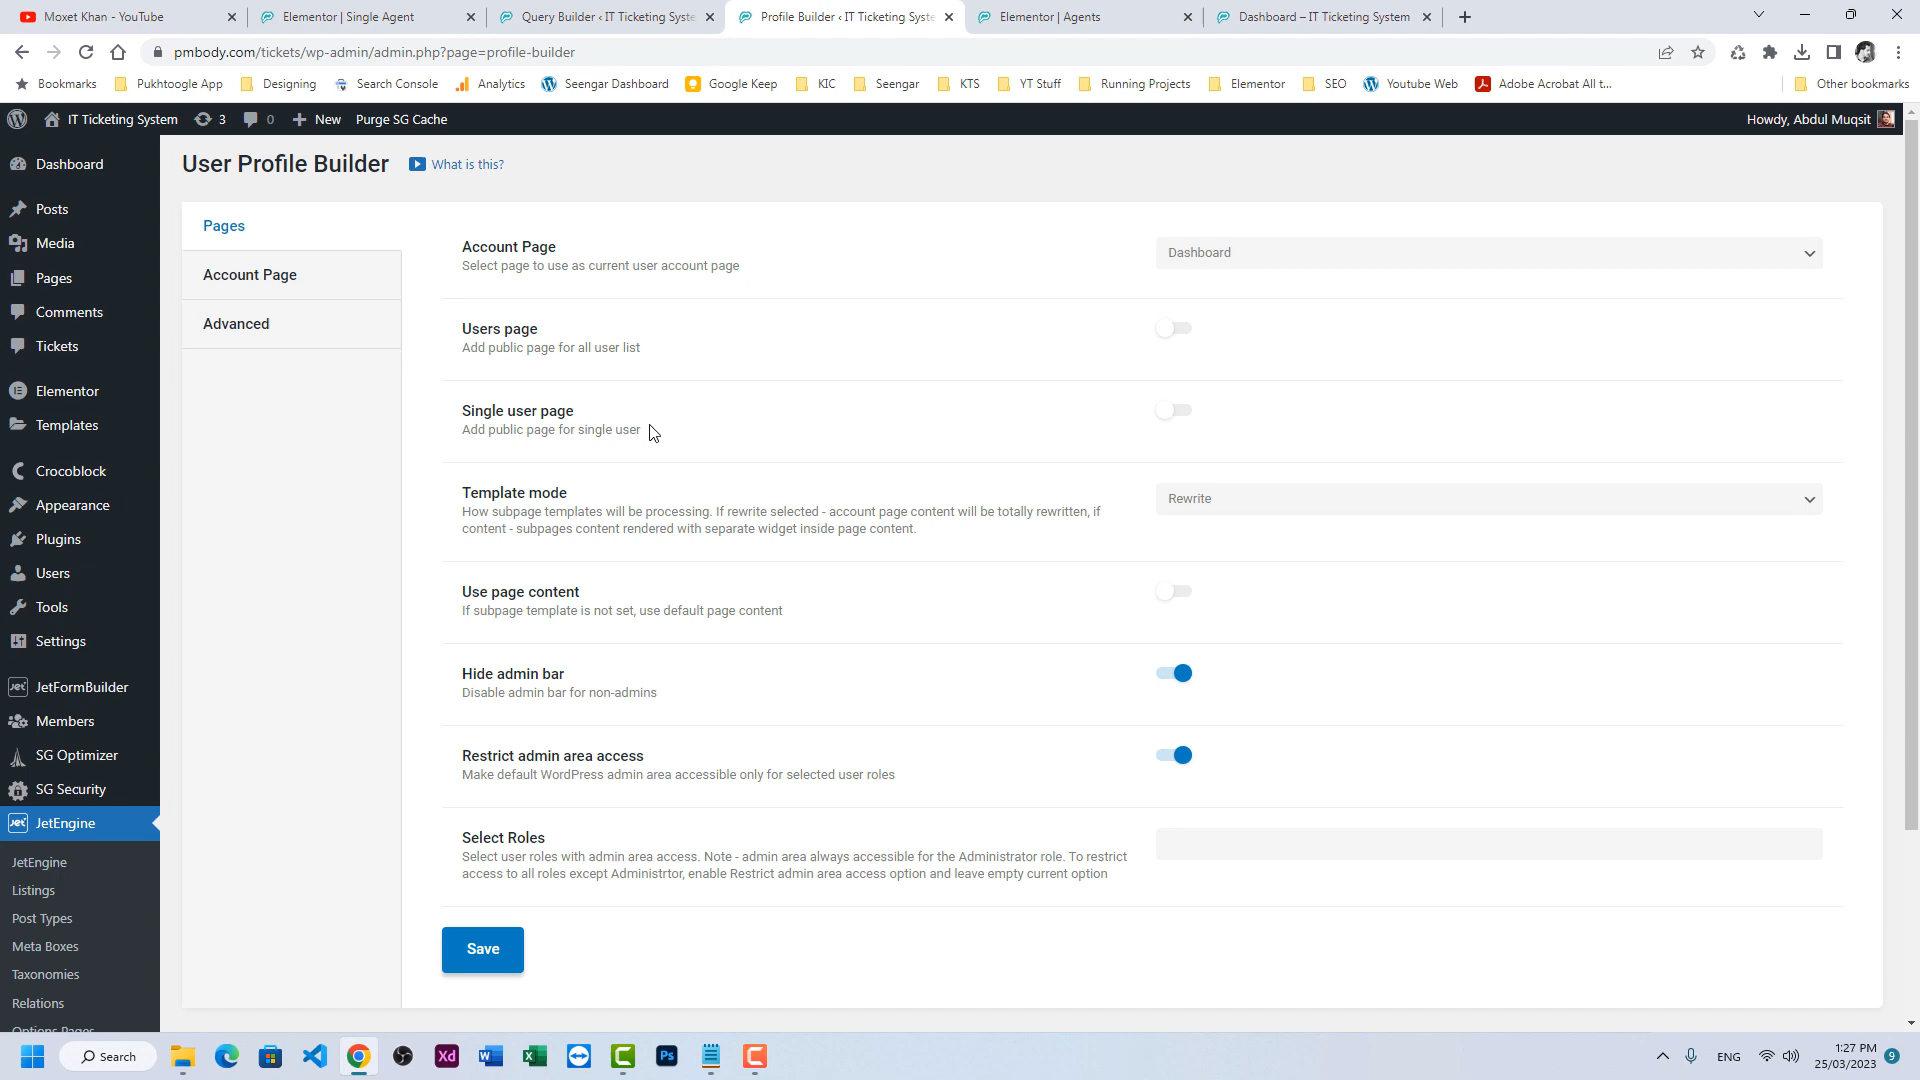 Moxet Khan - YouTube
Elementor | Single Agent
Query Builder ‹ IT Ticketing Syste
Profile Builder ‹ IT Ticketing Syste
Elementor | Agents
Dashboard – IT Ticketing System
pmbody.com/tickets/wp-admin/admin.php?page=profile-builder
Bookmarks
Pukhtoogle App
Designing
Search Console
Analytics
Seengar Dashboard
Google Keep
KIC
Seengar
KTS
YT Stuff
Running Projects
Elementor
SEO
Youtube Web
Adobe Acrobat All t...
Other bookmarks
IT Ticketing System
3
0
New
Purge SG Cache
Howdy, Abdul Muqsit
Dashboard
Posts
Media
Pages
Comments
Tickets
Elementor
Templates
Crocoblock
Appearance
Plugins
Users
Tools
Settings
Jet JetFormBuilder
Members
SG Optimizer
SG Security
Jet JetEngine
JetEngine
Listings
Post Types
Meta Boxes
Taxonomies
Relations
Options Pages
User Profile Builder
What is this?
Pages
Account Page
Advanced
Account Page
Select page to use as current user account page
Dashboard
Users page
Add public page for all user list
Single user page
Add public page for single user
Template mode
How subpage templates will be processing. If rewrite selected - account page content will be totally rewritten, if
content - subpages content rendered with separate widget inside page content.
Rewrite
Use page content
If subpage template is not set, use default page content
Hide admin bar
Disable admin bar for non-admins
Restrict admin area access
Make default WordPress admin area accessible only for selected user roles
Select Roles
Select user roles with admin area access. Note - admin area always accessible for the Administrator role. To restrict
access to all roles except Administrtor, enable Restrict admin area access option and leave empty current option
Save
Search
Xd
Ps
ENG
1:27 PM
25/03/2023
9